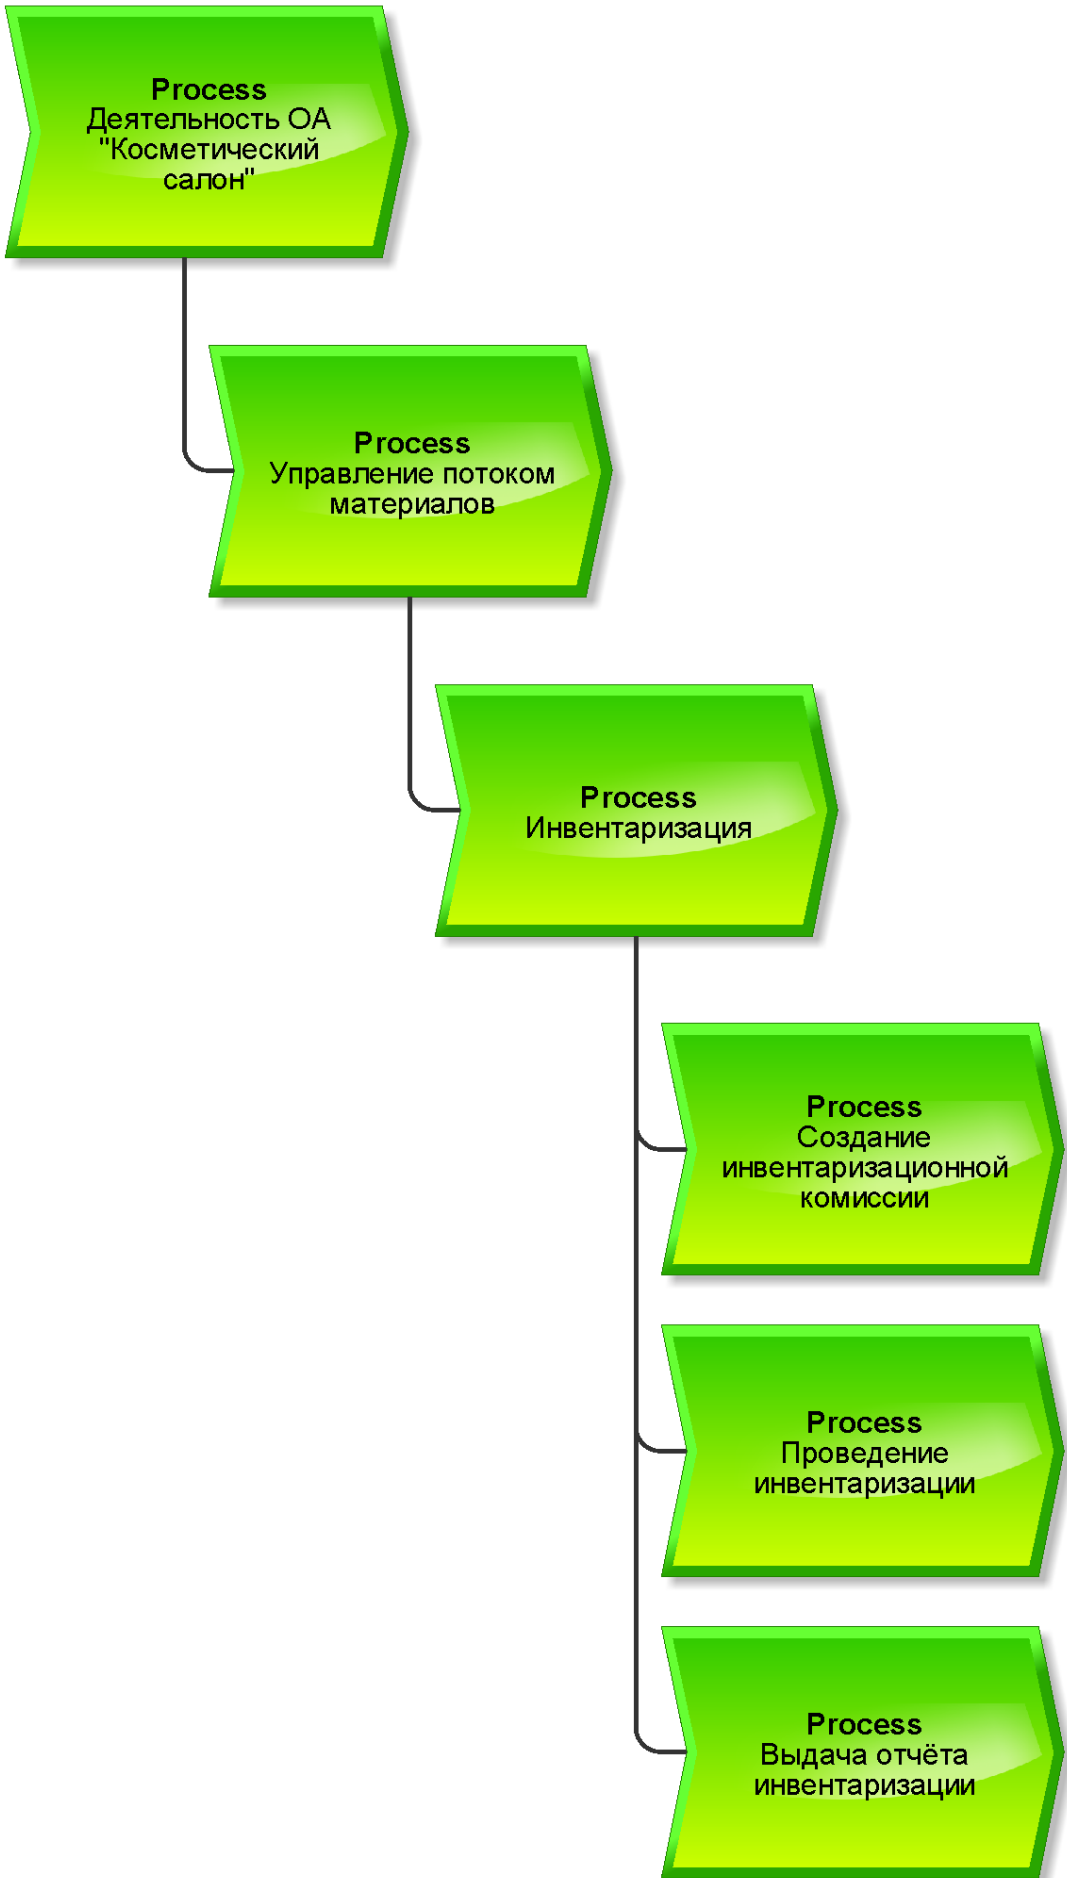 Process
Деятельность ОА
"Косметический
салон"
Process
Управление потоком
материалов
Process
Инвентаризация
Process
Создание
инвентаризационной
комиссии
Process
Проведение
инвентаризации
Process
Выдача отчёта
инвентаризации